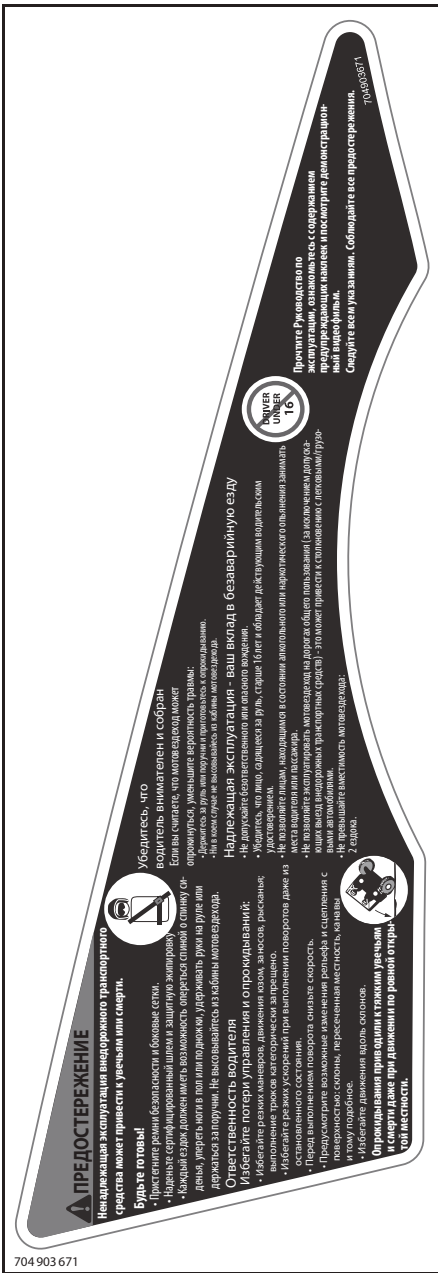 ПРЕДОСТЕРЕЖЕНИЕ
Ненадлежащая эксплуатация внедорожного транспортного
средства может привести к увечьям или смерти.
Будьте готовы!
• Пристегните ремни безопасности и боковые сетки.
• Наденьте сертифицированный шлем и защитную экипировку
• Каждый ездок должен иметь возможность опереться спиной о спинку си-
денья, упереть ноги в пол или подножки, удерживать руки на руле или
держаться за поручни. Не высовывайтесь из кабины мотовездехода.
Ответственность водителя
Избегайте потери управления и опрокидываний:
• Избегайте резких маневров, движения юзом, заносов, рысканья;
выполнение трюков категорически запрещено.
• Избегайте резких ускорений при выполнении поворотов даже из
остановленного состояния.
• Перед выполнением поворота снизьте скорость.
• Предусмотрите возможные изменения рельефа и сцепления с
поверхностью: склоны, пересеченная местность, канавы
и тому подобное.
• Избегайте движения вдоль склонов.
Опрокидывания приводили к тяжким увечьям
и смерти даже при движении по ровной откры-
той местности.
Убедитесь, что
водитель внимателен и собран
Если вы считаете, что мотовездеход может
опрокинуться, уменьшите вероятность травмы:
• Держитесь за руль или поручни и приготовьтесь к опрокидыванию.
• Ни в коем случае не высовывайтесь из кабины мотовездехода.
Надлежащая эксплуатация - ваш вклад в безаварийную езду
• Не допускайте безответственного или опасного вождения.
• Убедитесь, что лицо, садящееся за руль, старше 16 лет и обладает действующим водительским
удостоверением.
• Не позволяйте лицам, находящимся в состоянии алкогольного или наркотического опьянения занимать
места водителя или пассажира.
• Не позволяйте эксплуатировать мотовездеход на дорогах общего пользования (за исключением допуска-
ющих выезд внедорожных транспортных средств) - это может привести к столкновению с легковыми/грузо-
выми автомобилями.
• Не превышайте вместимость мотовездехода:
2 ездока.
DRIVER
UNDER
16
Прочтите Руководство по
эксплуатации, ознакомьтесь с содержанием
предупреждающих наклеек и посмотрите демонстрацион-
ный видеофильм.
Следуйте всем указаниям. Соблюдайте все предостережения.
704903671
704 903 671